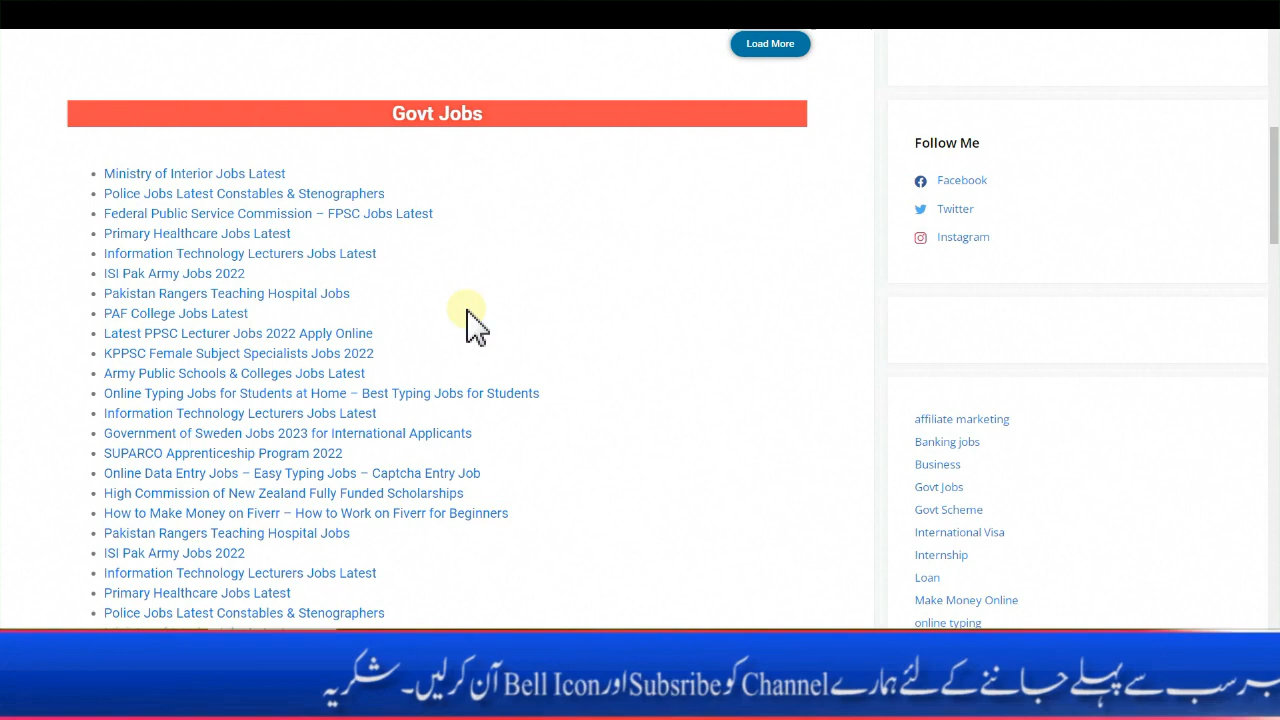 Load More
Govt Jobs
Ministry of Interior Jobs Latest
Police Jobs Latest Constables & Stenographers
Federal Public Service Commission – FPSC Jobs Latest
Primary Healthcare Jobs Latest
Information Technology Lecturers Jobs Latest
ISI Pak Army Jobs 2022
Pakistan Rangers Teaching Hospital Jobs
PAF College Jobs Latest
Latest PPSC Lecturer Jobs 2022 Apply Online
KPPSC Female Subject Specialists Jobs 2022
Army Public Schools & Colleges Jobs Latest
Online Typing Jobs for Students at Home – Best Typing Jobs for Students
Information Technology Lecturers Jobs Latest
Government of Sweden Jobs 2023 for International Applicants
SUPARCO Apprenticeship Program 2022
Online Data Entry Jobs – Easy Typing Jobs – Captcha Entry Job
High Commission of New Zealand Fully Funded Scholarships
How to Make Money on Fiverr – How to Work on Fiverr for Beginners
Pakistan Rangers Teaching Hospital Jobs
ISI Pak Army Jobs 2022
Information Technology Lecturers Jobs Latest
Primary Healthcare Jobs Latest
Police Jobs Latest Constables & Stenographers
Follow Me
Facebook
Twitter
Instagram
affiliate marketing
Banking jobs
Business
Govt Jobs
Govt Scheme
International Visa
Internship
Loan
Make Money Online
online typing
سب سے پہلے جاننے کے لئے ہمارے Channel کو Subsribe اور Bell Icon آن کرلیں۔ شکریہ